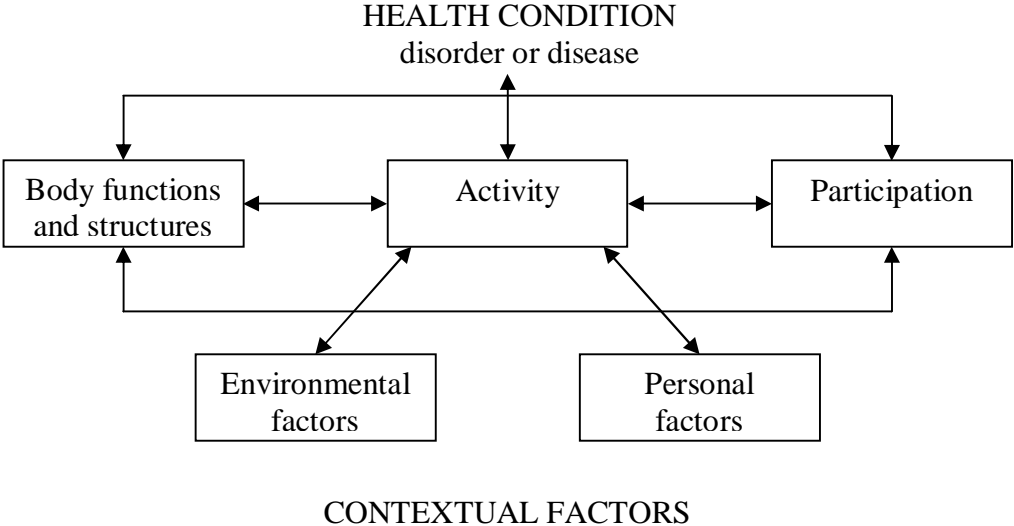 HEALTH CONDITION
disorder or disease
Body functions
and structures
Activity
Participation
Environmental
factors
Personal
factors
CONTEXTUAL FACTORS